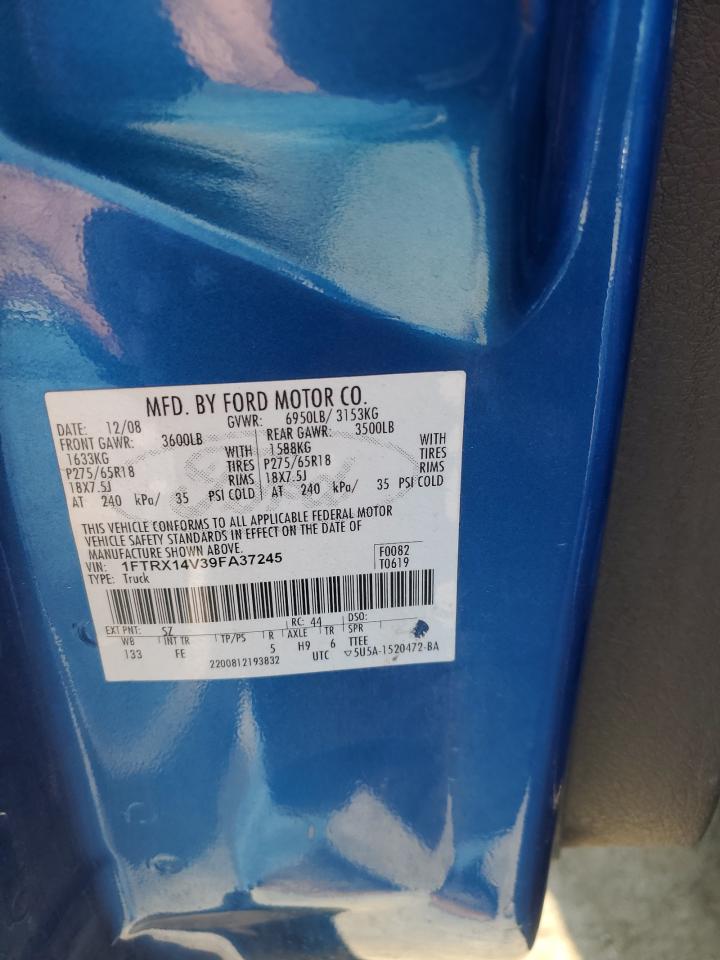 MFD. BY FORD MOTOR CO.
DATE: 12/08 GVWR: 6950LB/ 3153KG
FRONT GAWR: 3600LB REAR GAWR: 3500LB
1633KG WITH 1588KG WITH
P275/65R18 TIRES P275/65R18 TIRES
18X7.5J RIMS 18X7.5J RIMS
AT 240 kPa/ 35 PSI COLD AT 240 kPa/ 35 PSI COLD
THIS VEHICLE CONFORMS TO ALL APPLICABLE FEDERAL MOTOR
VEHICLE SAFETY STANDARDS IN EFFECT ON THE DATE OF
MANUFACTURE SHOWN ABOVE.
VIN: 1FTRX14V39FA37245 F0082
TYPE: Truck T0619
EXT PNT: SZ RC: 44 DSO:
WB INT TR TP/PS R AXLE TR SPR
133 FE 5 H9 6 TTEE
2200812193832 UTC ▽5U5A-1520472-BA